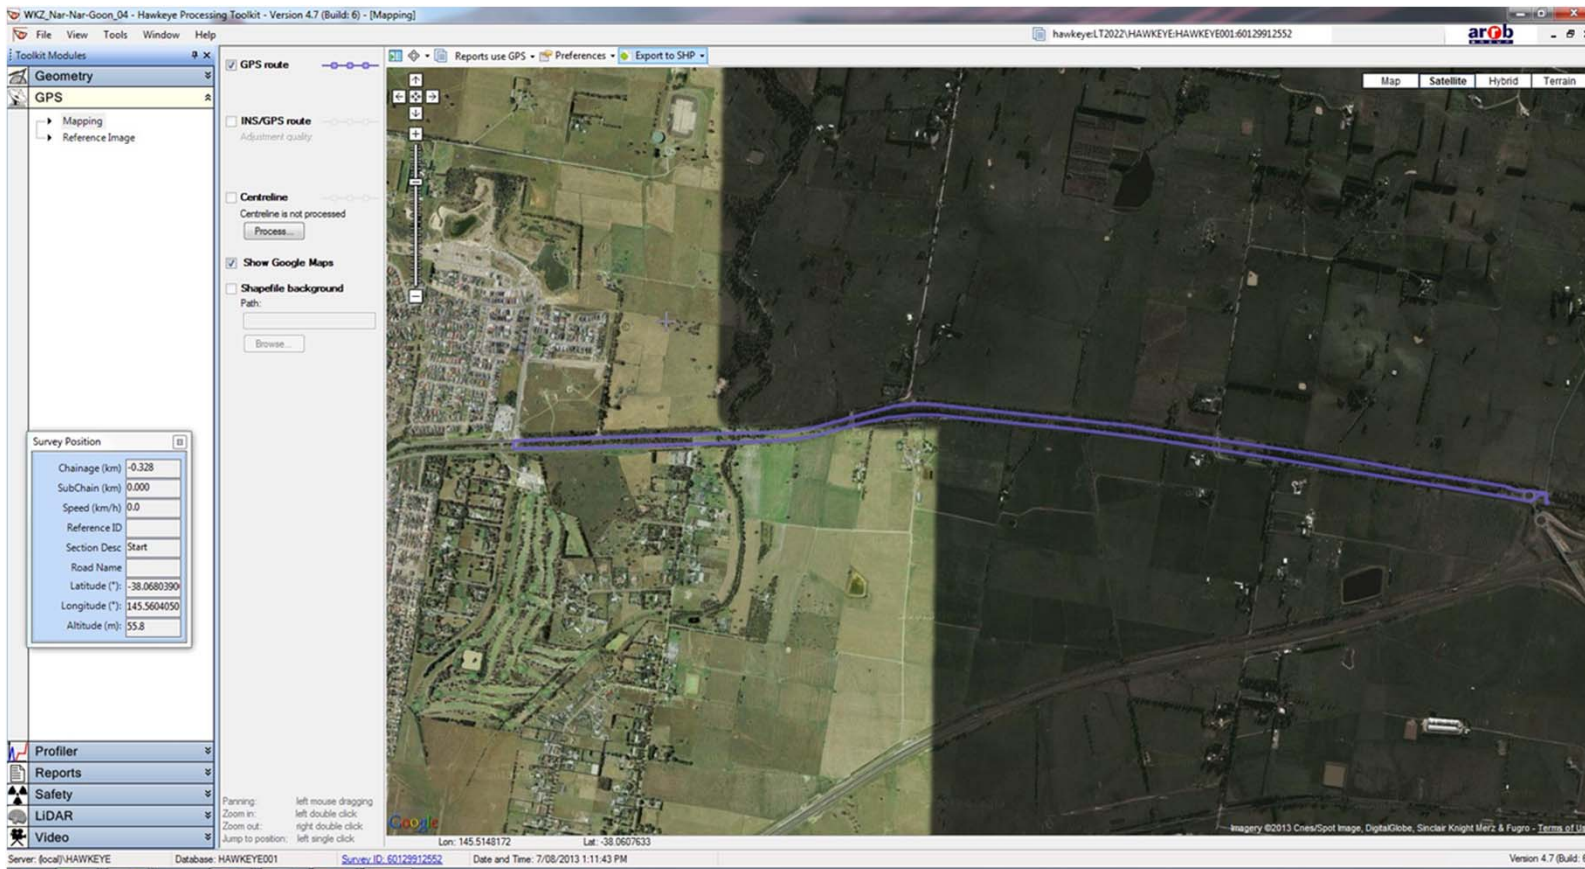 WKZ_Nar-Nar-Goon_04 - Hawkeye Processing Toolkit - Version 4.7 (Build: 6) - [Mapping]
File View Tools Window Help
hawkeye:LT2022\HAWKEYE:HAWKEYE001:60129912552
arrb
GROUP
Toolkit Modules
Geometry
GPS
Mapping
Reference Image
Survey Position
Chainage (km) -0.328
SubChain (km) 0.000
Speed (km/h) 0.0
Reference ID
Section Desc Start
Road Name
Latitude (°): -38.0680390
Longitude (°): 145.5604050
Altitude (m): 55.8
Profiler
Reports
Safety
LiDAR
Video
GPS route
INS/GPS route
Adjustment quality
Centreline
Centreline is not processed
Process...
Show Google Maps
Shapefile background
Path:
Browse...
Panning: left mouse dragging
Zoom in: left double click
Zoom out: right double click
Jump to position: left single click
Reports use GPS Preferences Export to SHP
Map Satellite Hybrid Terrain
Google
Imagery ©2013 Cnes/Spot Image, DigitalGlobe, Sinclair Knight Merz & Fugro - Terms of Us
Lon: 145.5148172 Lat: -38.0607633
Server: (local)\HAWKEYE Database: HAWKEYE001 Survey ID: 60129912552 Date and Time: 7/08/2013 1:11:43 PM Version 4.7 (Build: 6